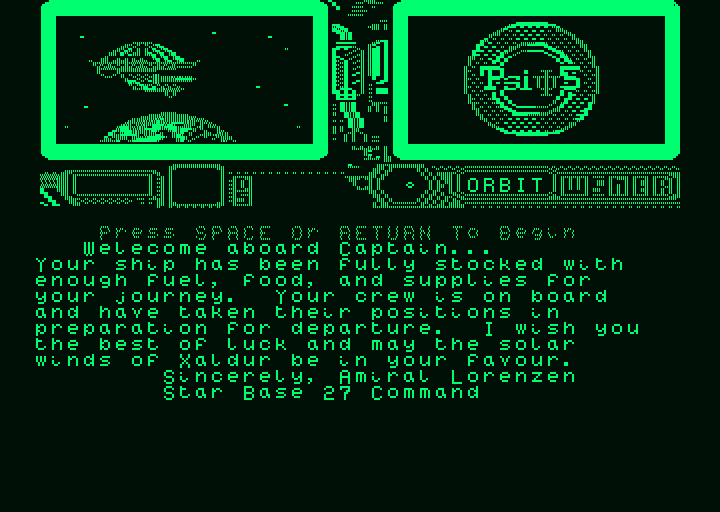 Psi 5
ORBIT
Press SPACE Or RETURN To Begin
Welecome aboard Captain...
Your ship has been fully stocked with
enough fuel, food, and supplies for
your journey.  Your crew is on board
and have taken their positions in
preparation for departure.  I wish you
the best of luck and may the solar
winds of Xaldur be in your favour.
Sincerely, Amiral Lorenzen
Star Base 27 Command